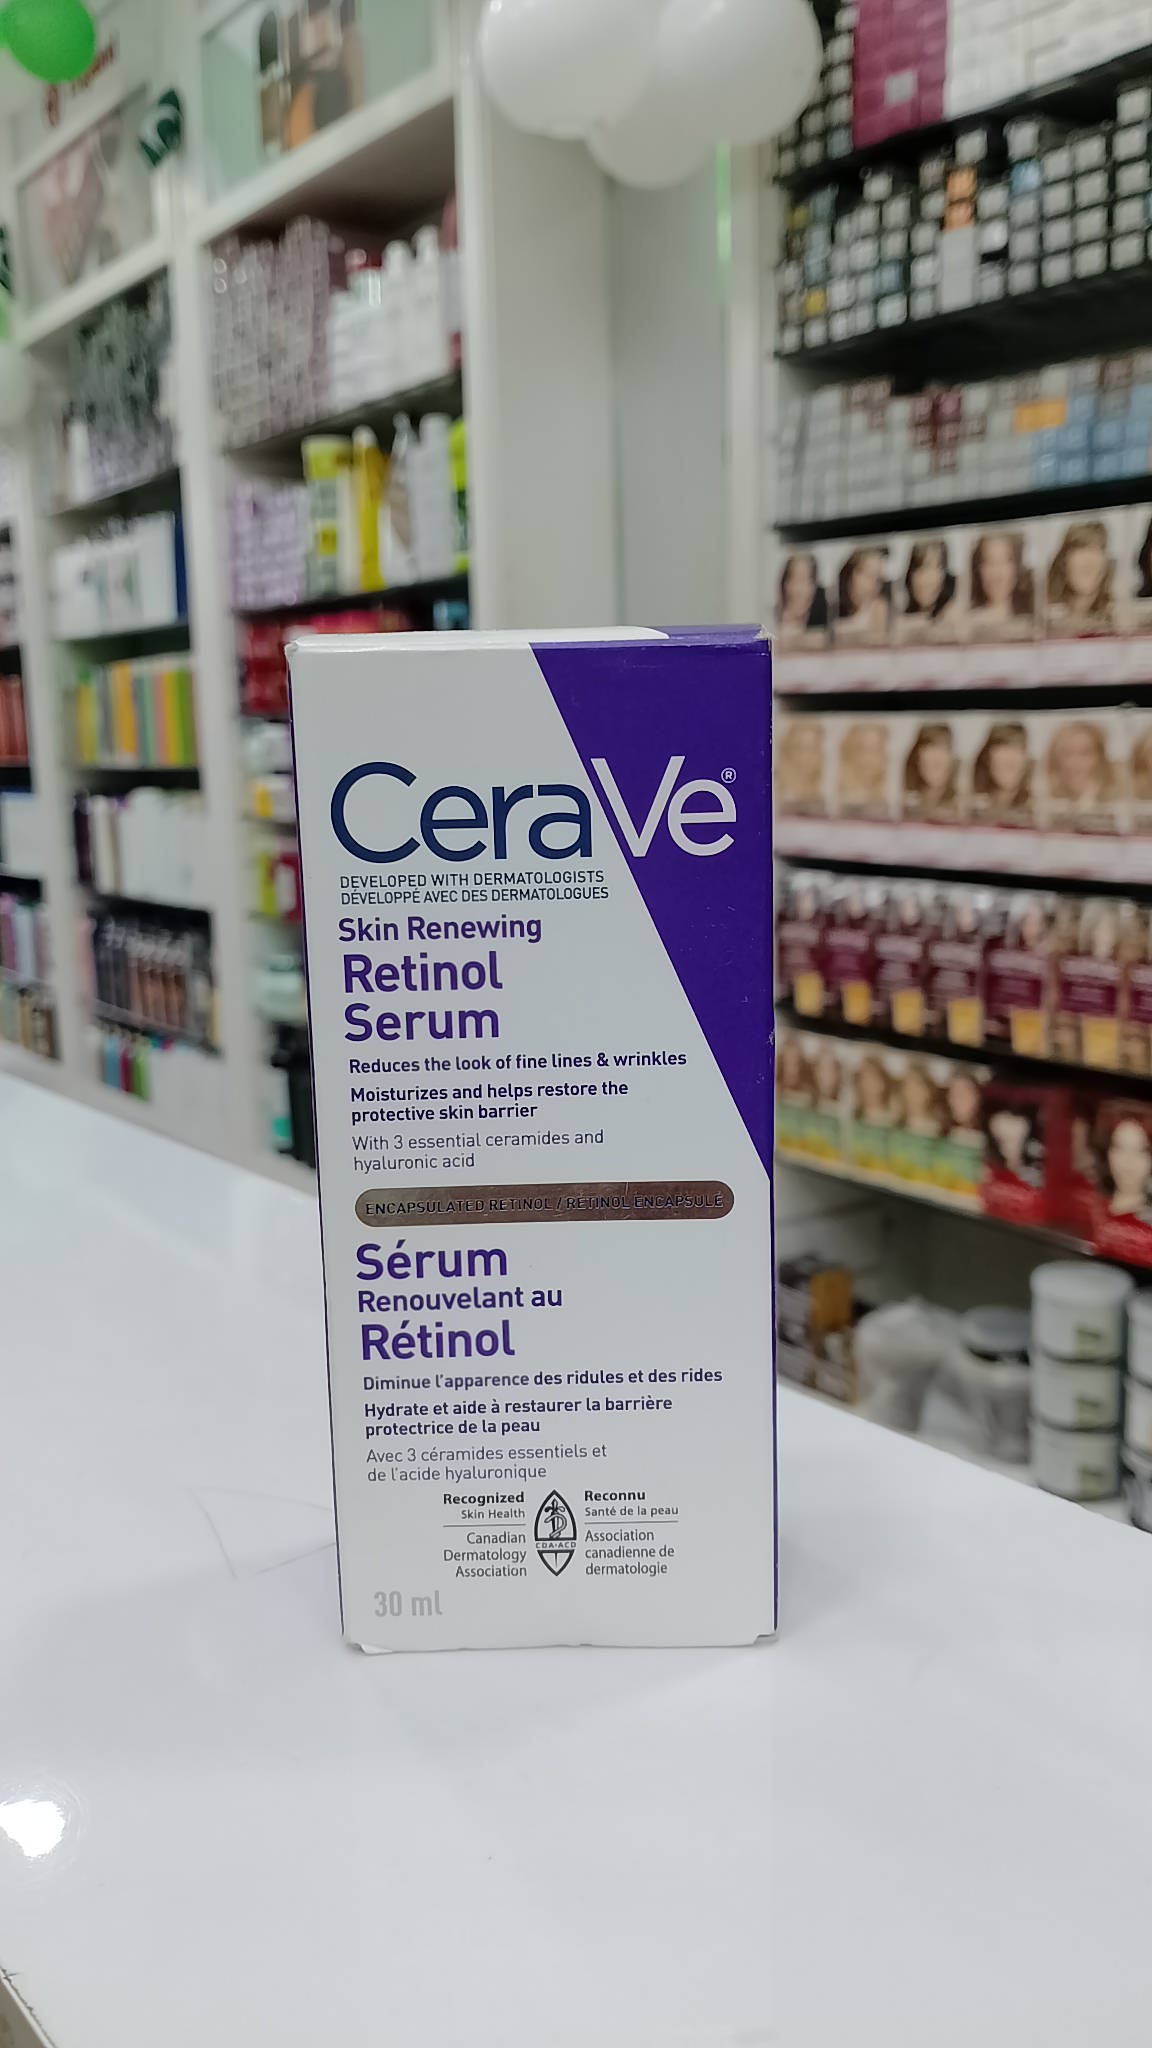 CeraVe®
DEVELOPED WITH DERMATOLOGISTS
DÉVELOPPÉ AVEC DES DERMATOLOGUES
Skin Renewing
Retinol
Serum
Reduces the look of fine lines & wrinkles
Moisturizes and helps restore the
protective skin barrier
With 3 essential ceramides and
hyaluronic acid
ENCAPSULATED RETINOL / RÉTINOL ENCAPSULÉ
Sérum
Renouvelant au
Rétinol
Diminue l'apparence des ridules et des rides
Hydrate et aide à restaurer la barrière
protectrice de la peau
Avec 3 céramides essentiels et
de l'acide hyaluronique
Recognized
Skin Health
Canadian
Dermatology
Association
CDA-ACD
Reconnu
Santé de la peau
Association
canadienne de
dermatologie
30 ml